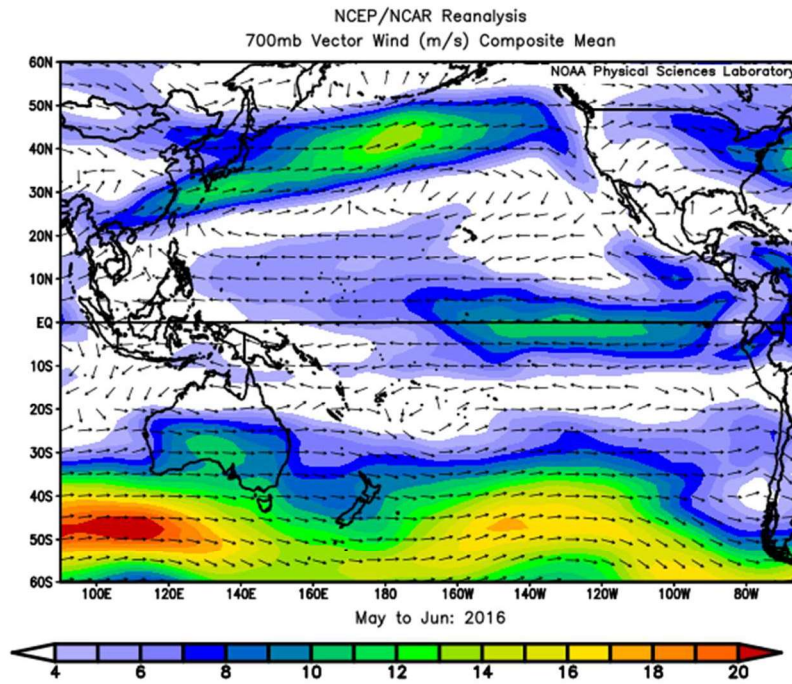 NCEP/NCAR Reanalysis
700mb Vector Wind (m/s) Composite Mean
NOAA Physical Sciences Laboratory
60N
50N
40N
30N
20N
10N
EQ
10S
20S
30S
40S
50S
60S
100E 120E 140E 160E 180 160W 140W 120W 100W 80W
May to Jun: 2016
4 6 8 10 12 14 16 18 20